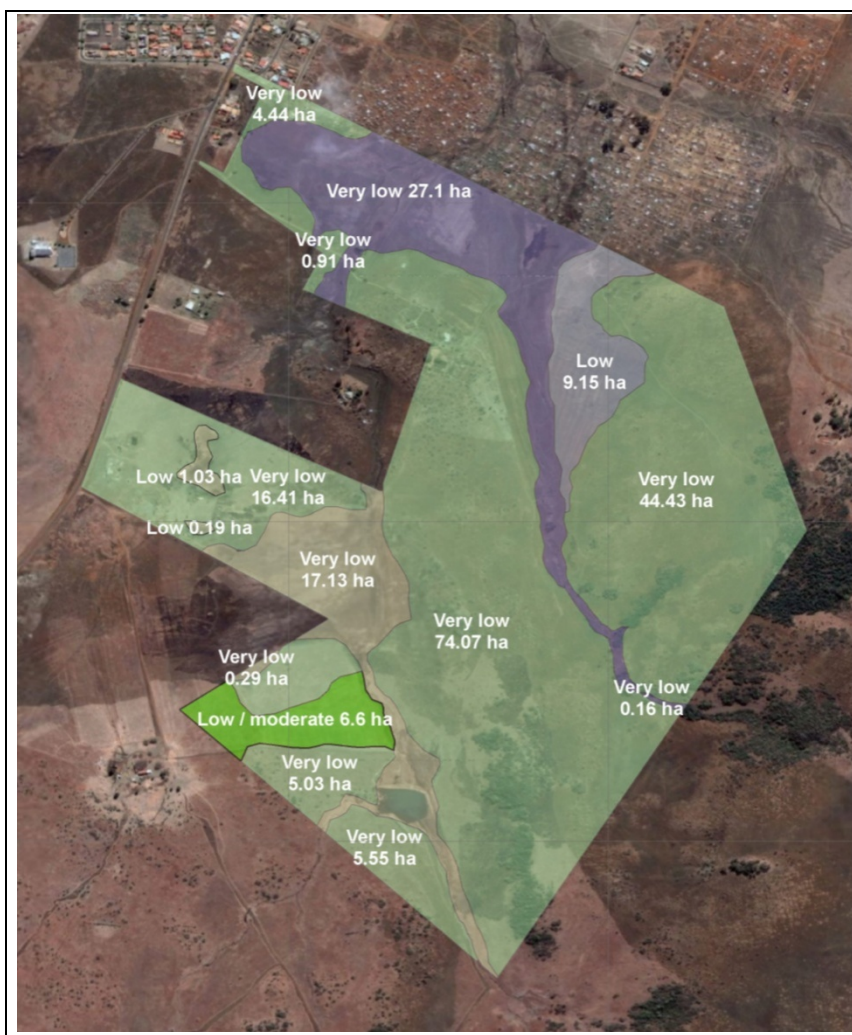 Very low
4.44 ha
Very low 27.1 ha
Very low
0.91 ha
Low
9.15 ha
Low 1.03 ha
Very low
16.41 ha
Very low
44.43 ha
Low 0.19 ha
Very low
17.13 ha
Very low
74.07 ha
Very low
0.29 ha
Very low
0.16 ha
Low / moderate 6.6 ha
Very low
5.03 ha
Very low
5.55 ha